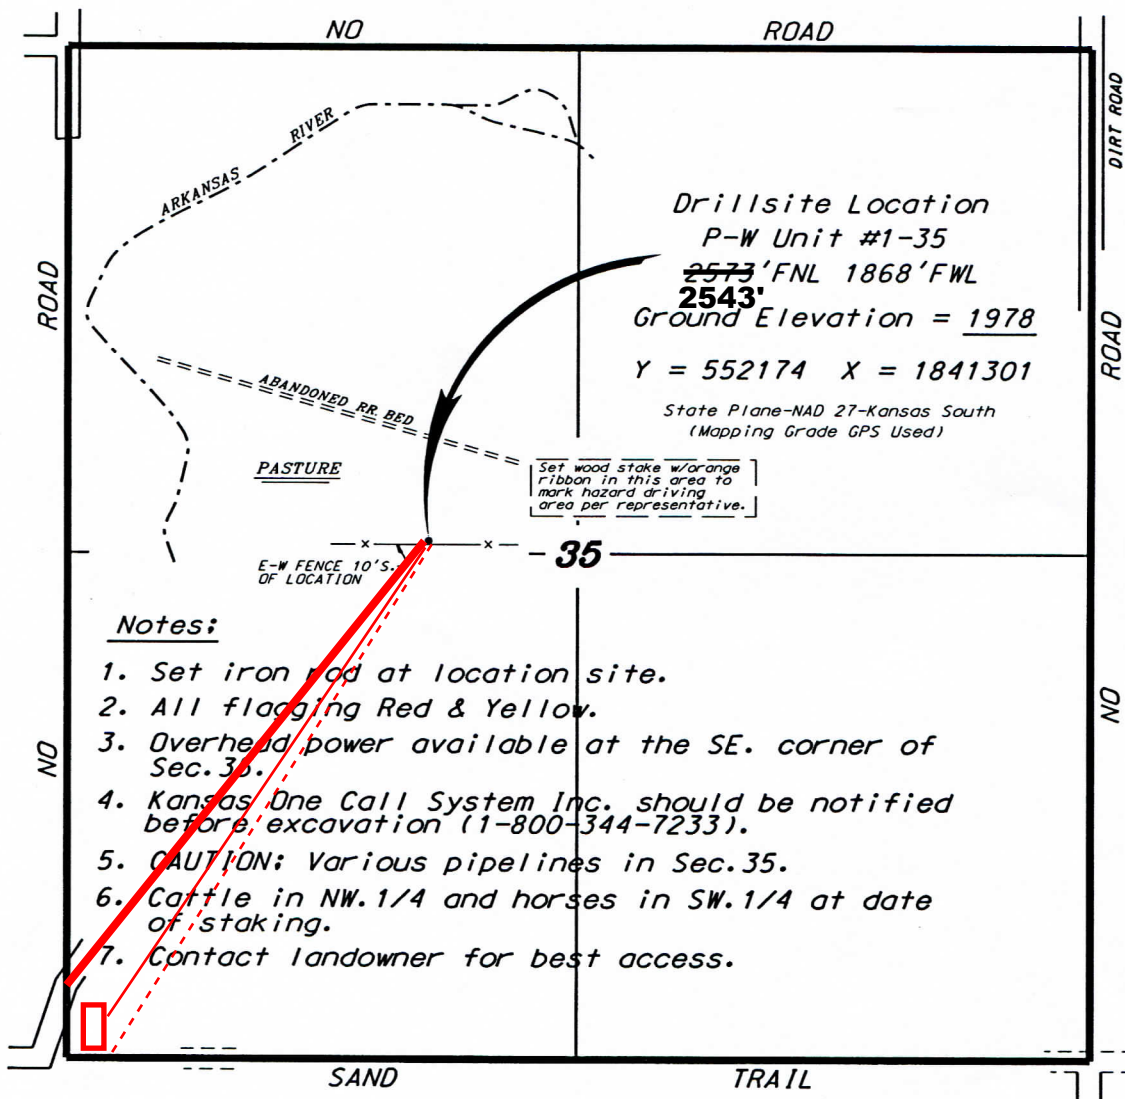 NO ROAD
DIRT ROAD
ARKANSAS RIVER
Drillsite Location
P-W Unit #1-35
2573'FNL 1868'FWL
2543'
Ground Elevation = 1978
Y = 552174 X = 1841301
State Plane-NAD 27-Kansas South
(Mapping Grade GPS Used)
ROAD
ROAD
ABANDONED RR. BED
PASTURE
Set wood stake w/orange
ribbon in this area to
mark hazard driving
area per representative.
x x
35
E-W FENCE 10'S.
OF LOCATION
Notes:
1. Set iron rod at location site.
2. All flagging Red & Yellow.
3. Overhead power available at the SE. corner of
Sec.35.
4. Kansas One Call System Inc. should be notified
before excavation (1-800-344-7233).
5. CAUTION: Various pipelines in Sec.35.
6. Cattle in NW.1/4 and horses in SW.1/4 at date
of staking.
7. Contact landowner for best access.
NO
NO
SAND TRAIL